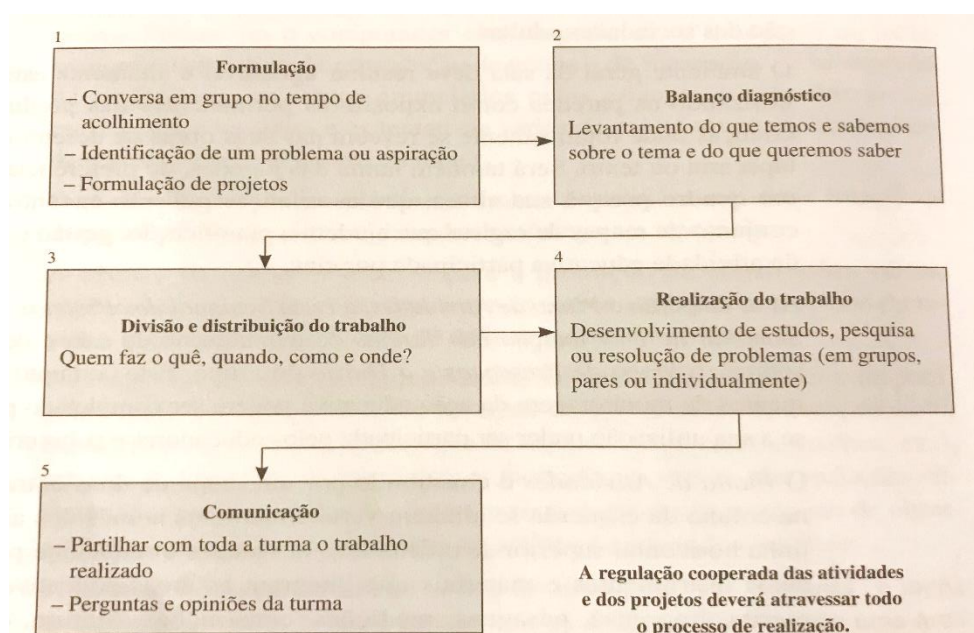 1
Formulação
– Conversa em grupo no tempo de
acolhimento
– Identificação de um problema ou aspiração
– Formulação de projetos
2
Balanço diagnóstico
Levantamento do que temos e sabemos
sobre o tema e do que queremos saber
3
Divisão e distribuição do trabalho
Quem faz o quê, quando, como e onde?
4
Realização do trabalho
Desenvolvimento de estudos, pesquisa
ou resolução de problemas (em grupos,
pares ou individualmente)
5
Comunicação
– Partilhar com toda a turma o trabalho
realizado
– Perguntas e opiniões da turma
A regulação cooperada das atividades
e dos projetos deverá atravessar todo
o processo de realização.